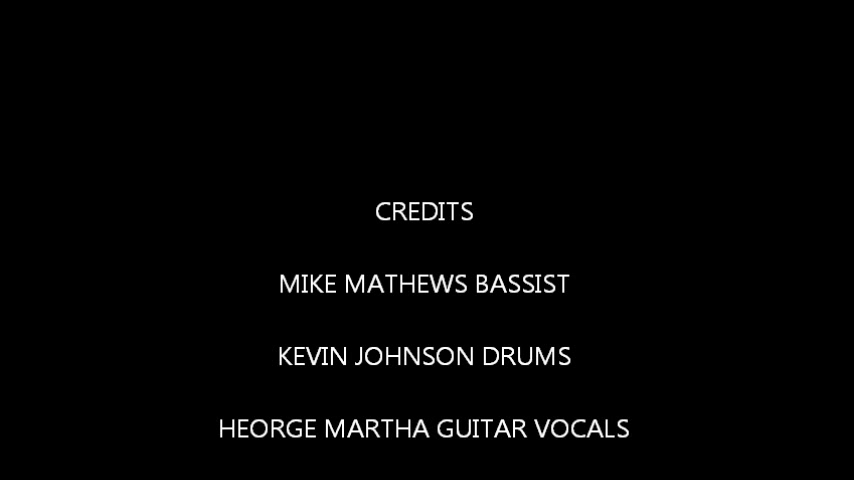 CREDITS
MIKE MATHEWS BASSIST
KEVIN JOHNSON DRUMS
HEORGE MARTHA GUITAR VOCALS